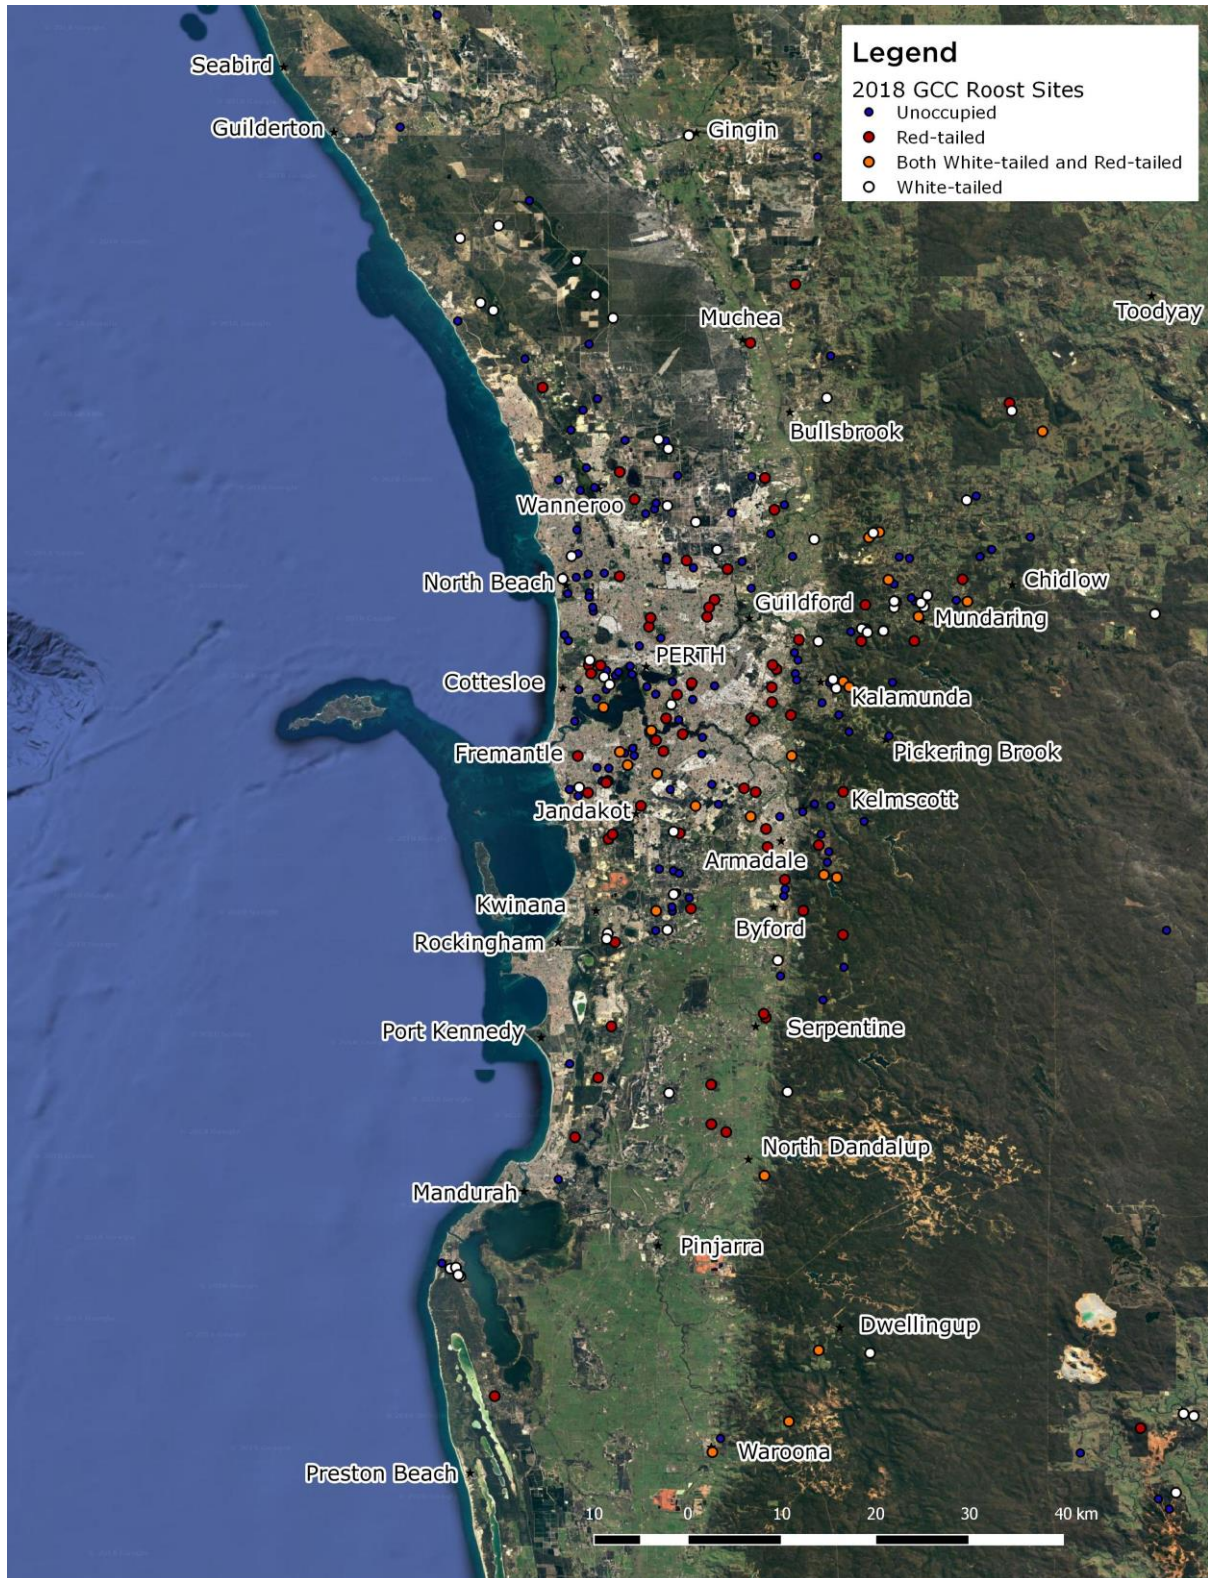 Legend
2018 GCC Roost Sites
Unoccupied
Red-tailed
Both White-tailed and Red-tailed
White-tailed
Seabird
Guilderton
Gingin
Toodyay
Muchea
Bullsbrook
Wanneroo
North Beach
Chidlow
Guildford
Mundaring
PERTH
Cottesloe
Kalamunda
Fremantle
Pickering Brook
Jandakot
Kelmscott
Armadale
Kwinana
Byford
Rockingham
Port Kennedy
Serpentine
North Dandalup
Mandurah
Pinjarra
Dwellingup
Waroona
Preston Beach
10 0 10 20 30 40 km